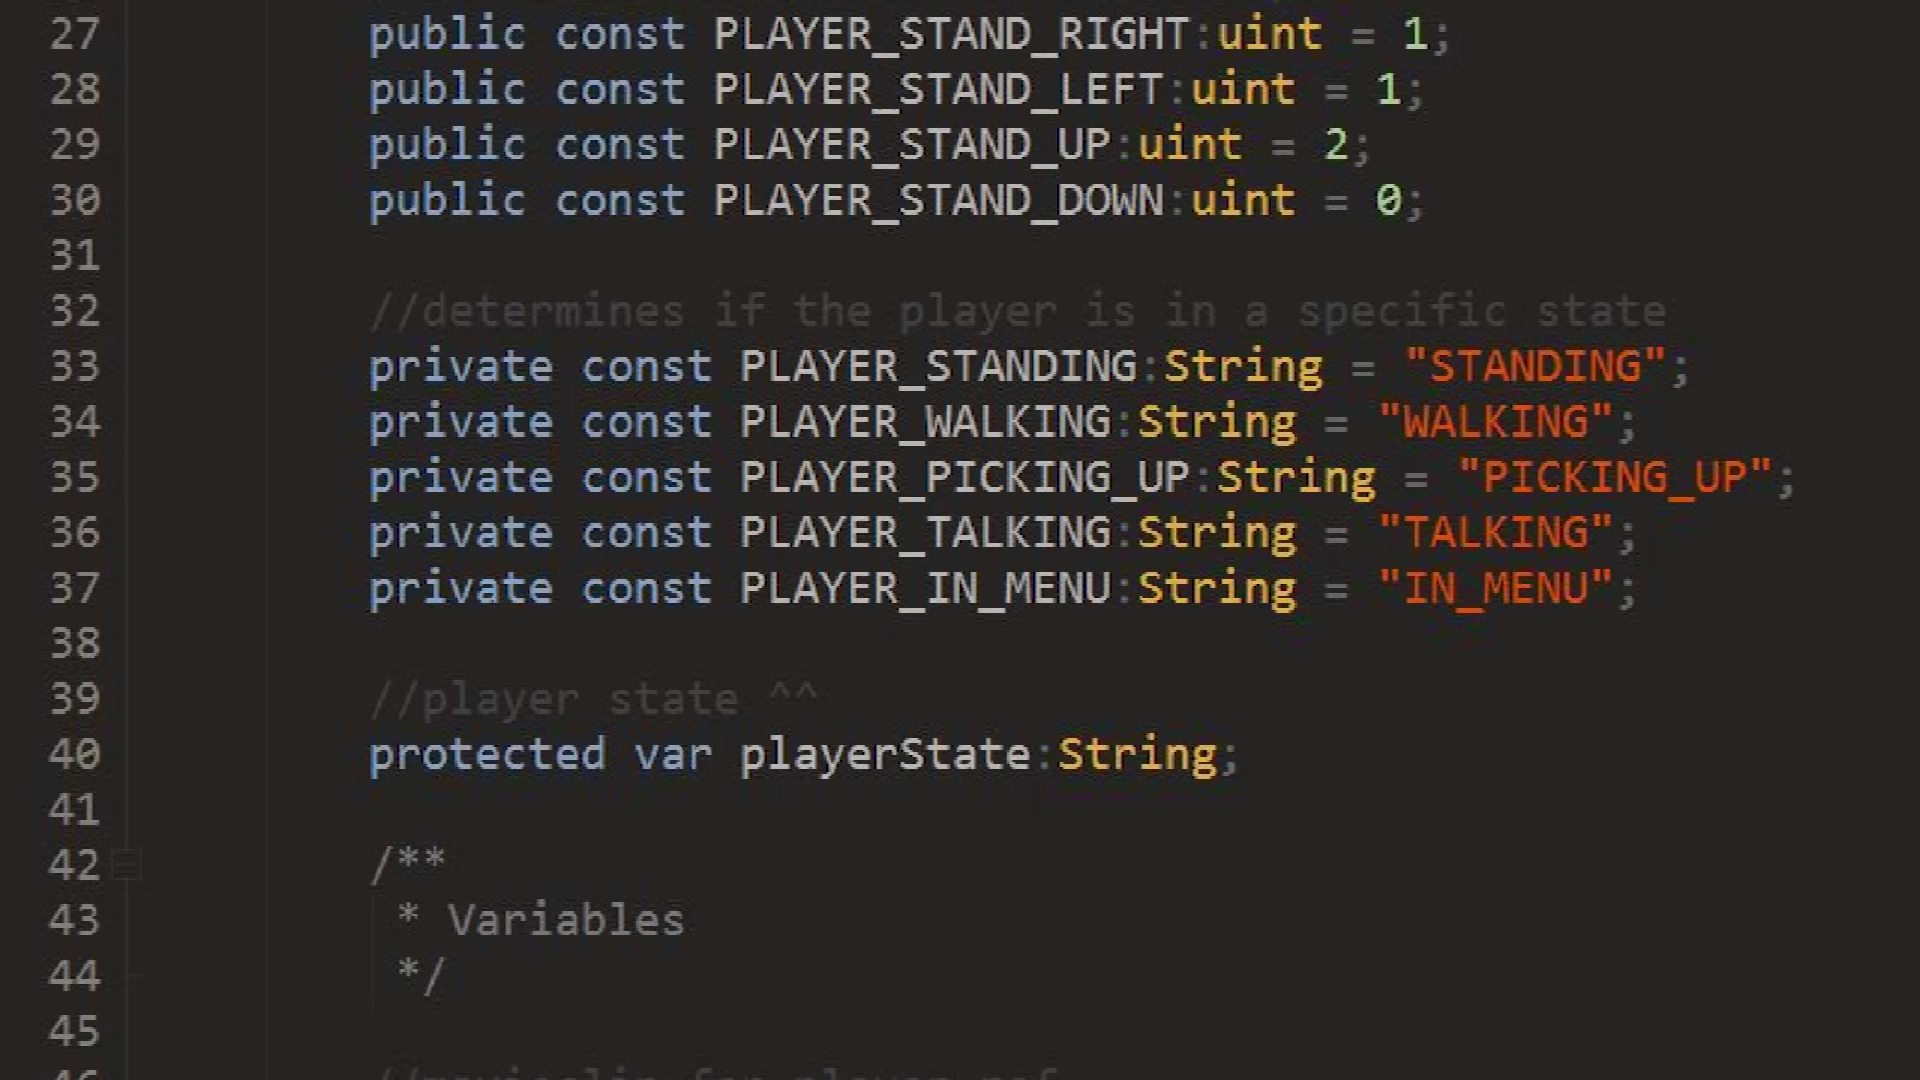 27 public const PLAYER_STAND_RIGHT:uint = 1;
28 public const PLAYER_STAND_LEFT:uint = 1;
29 public const PLAYER_STAND_UP:uint = 2;
30 public const PLAYER_STAND_DOWN:uint = 0;
31
32 //determines if the player is in a specific state
33 private const PLAYER_STANDING:String = "STANDING";
34 private const PLAYER_WALKING:String = "WALKING";
35 private const PLAYER_PICKING_UP:String = "PICKING_UP";
36 private const PLAYER_TALKING:String = "TALKING";
37 private const PLAYER_IN_MENU:String = "IN_MENU";
38
39 //player state ^^
40 protected var playerState:String;
41
42 /**
43 * Variables
44 */
45